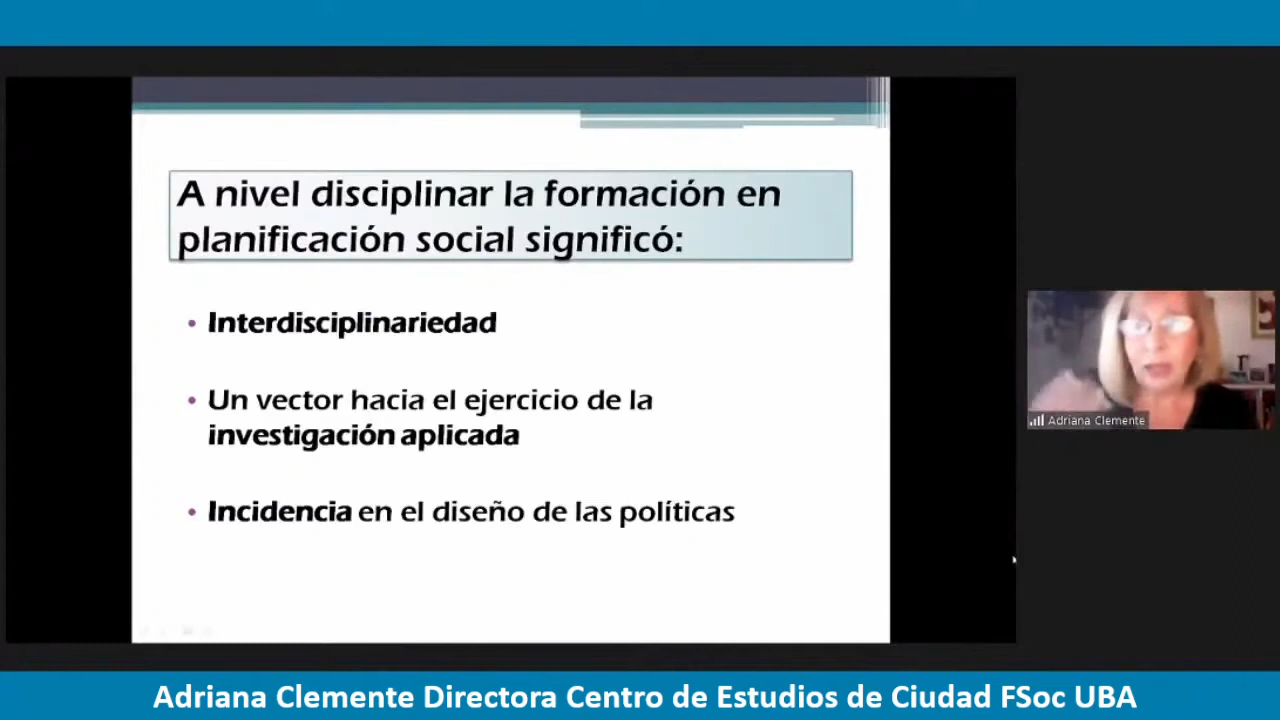 A nivel disciplinar la formación en
planificación social significó:
• Interdisciplinariedad
• Un vector hacia el ejercicio de la
investigación aplicada
• Incidencia en el diseño de las políticas
Adriana Clemente
Adriana Clemente Directora Centro de Estudios de Ciudad FSoc UBA